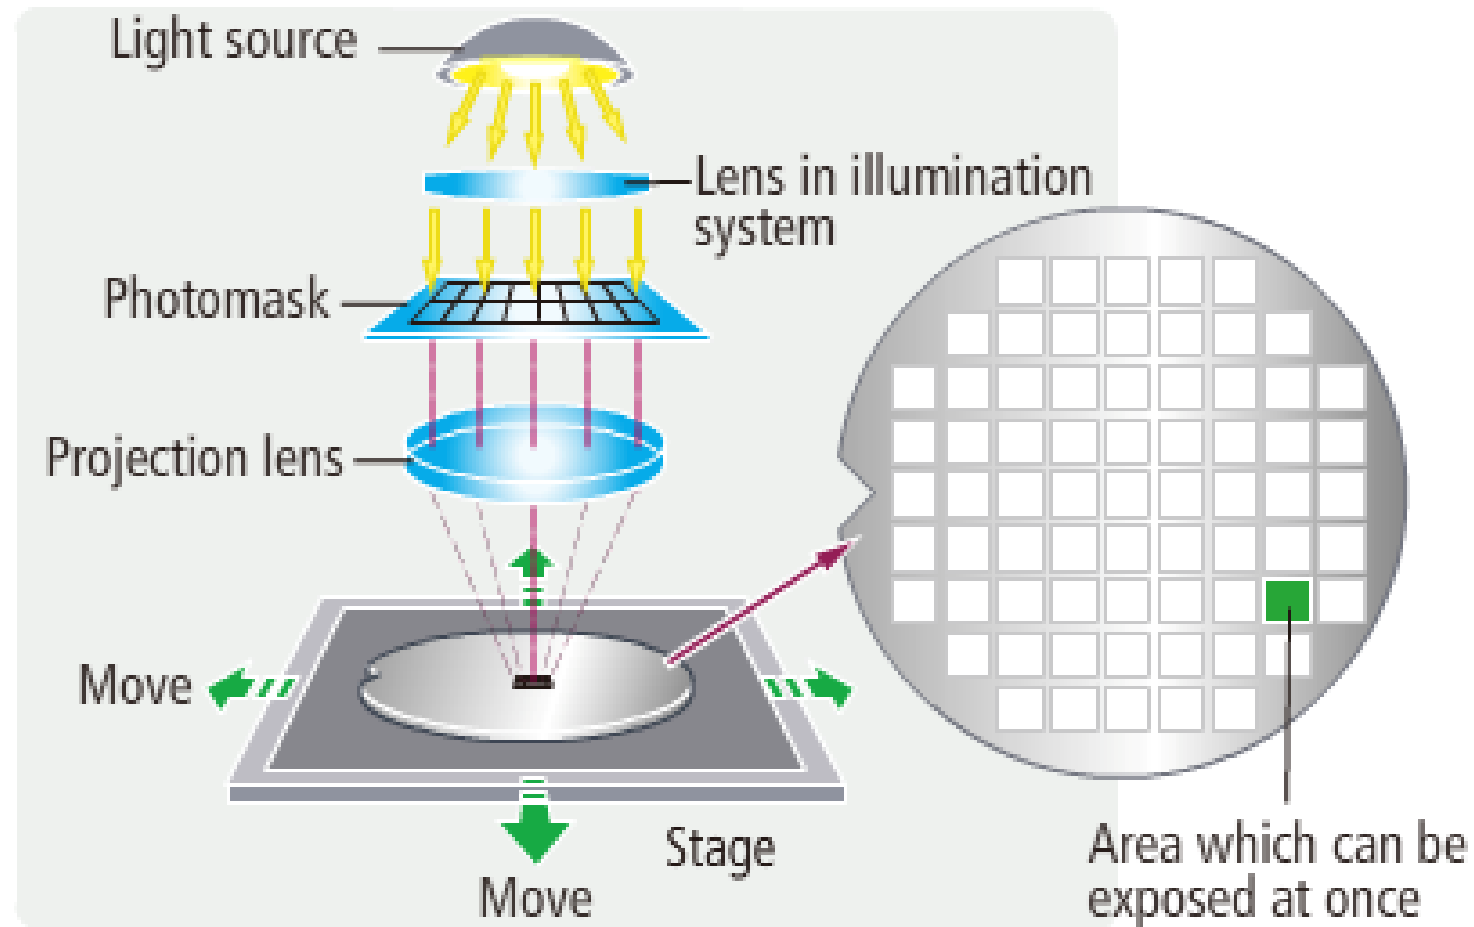 Light source
Lens in illumination
system
Photomask
Projection lens
Move
Stage
Move
Area which can be
exposed at once